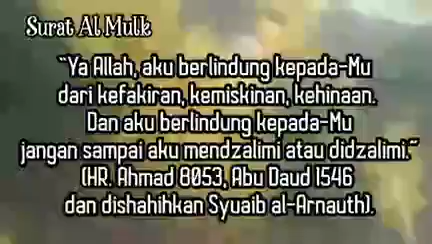 Surat Al Mulk
"Ya Allah, aku berlindung kepada-Mu
dari kefakiran, kemiskinan, kehinaan.
Dan aku berlindung kepada-Mu
jangan sampai aku mendzalimi atau didzalimi."
(HR. Ahmad 8053, Abu Daud 1546
dan dishahihkan Syuaib al-Arnauth).